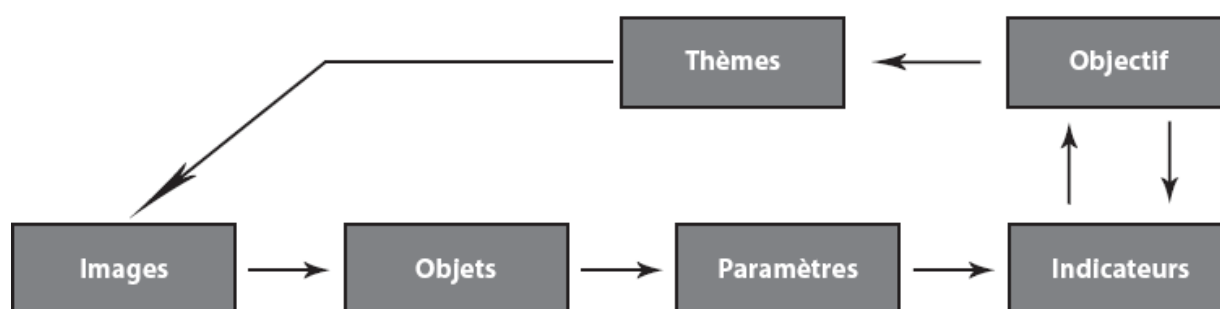 Thèmes
Objectif
Images
Objets
Paramètres
Indicateurs